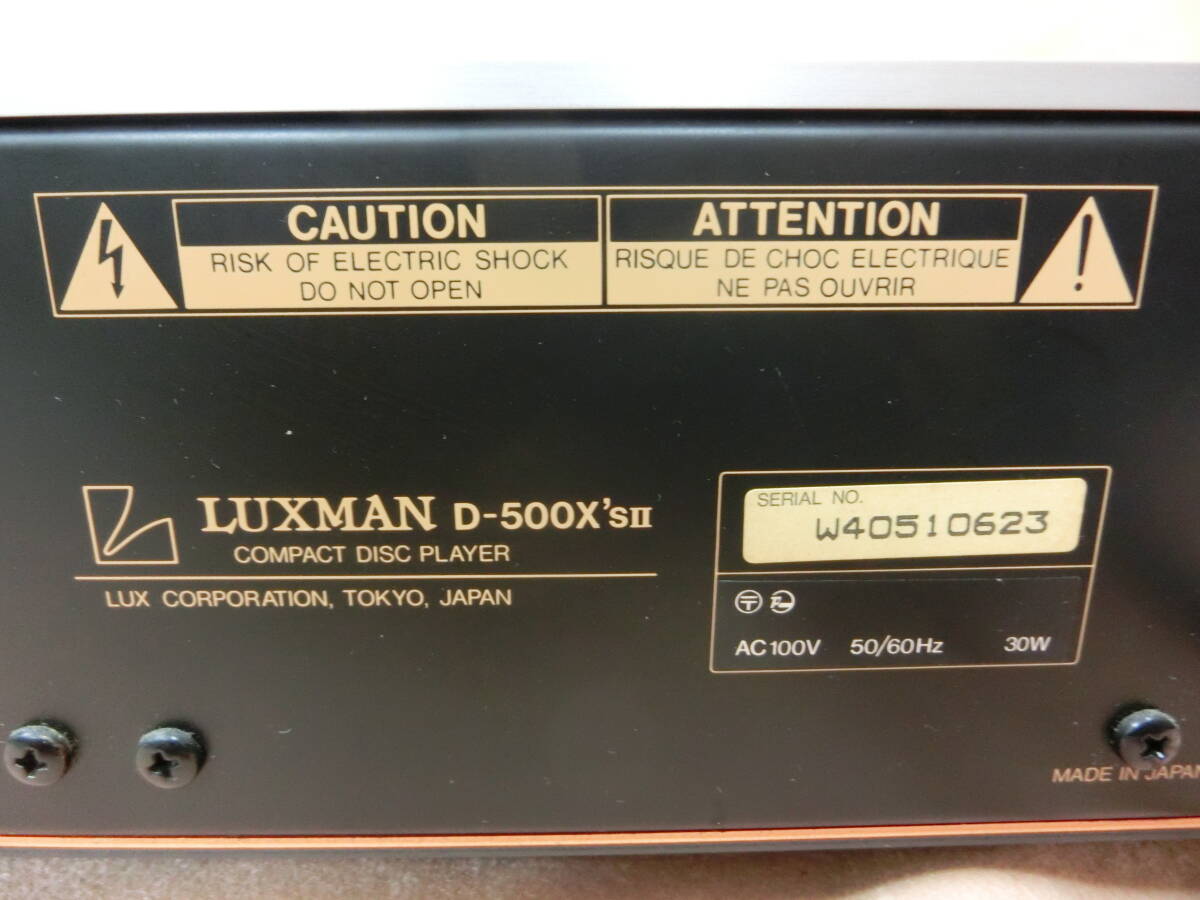 CAUTION
RISK OF ELECTRIC SHOCK
DO NOT OPEN
ATTENTION
RISQUE DE CHOC ELECTRIQUE
NE PAS OUVRIR
LUXMAN D-500X'SII
COMPACT DISC PLAYER
LUX CORPORATION, TOKYO, JAPAN
SERIAL NO.
W40510623
AC100V 50/60Hz 30W
MADE IN JAPAN